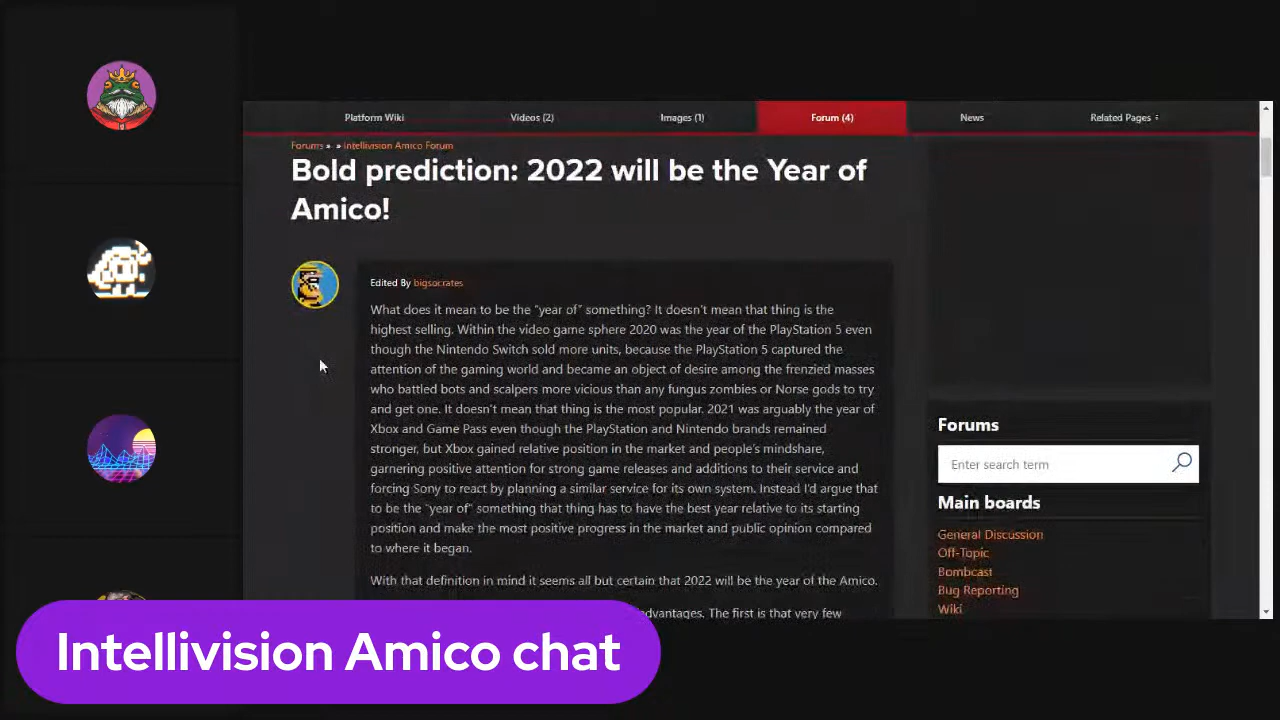 Platform Wiki Videos (2) Images (1) Forum (4) News Related Pages
Forums » » Intellivision Amico Forum
Bold prediction: 2022 will be the Year of
Amico!
Edited By bigsocrates
What does it mean to be the "year of" something? It doesn't mean that thing is the
highest selling. Within the video game sphere 2020 was the year of the PlayStation 5 even
though the Nintendo Switch sold more units, because the PlayStation 5 captured the
attention of the gaming world and became an object of desire among the frenzied masses
who battled bots and scalpers more vicious than any fungus zombies or Norse gods to try
and get one. It doesn't mean that thing is the most popular. 2021 was arguably the year of
Xbox and Game Pass even though the PlayStation and Nintendo brands remained
stronger, but Xbox gained relative position in the market and people's mindshare,
garnering positive attention for strong game releases and additions to their service and
forcing Sony to react by planning a similar service for its own system. Instead I'd argue that
to be the "year of" something that thing has to have the best year relative to its starting
position and make the most positive progress in the market and public opinion compared
to where it began.
With that definition in mind it seems all but certain that 2022 will be the year of the Amico.
advantages. The first is that very few
Forums
Enter search term
Main boards
General Discussion
Off-Topic
Bombcast
Bug Reporting
Wiki
Intellivision Amico chat